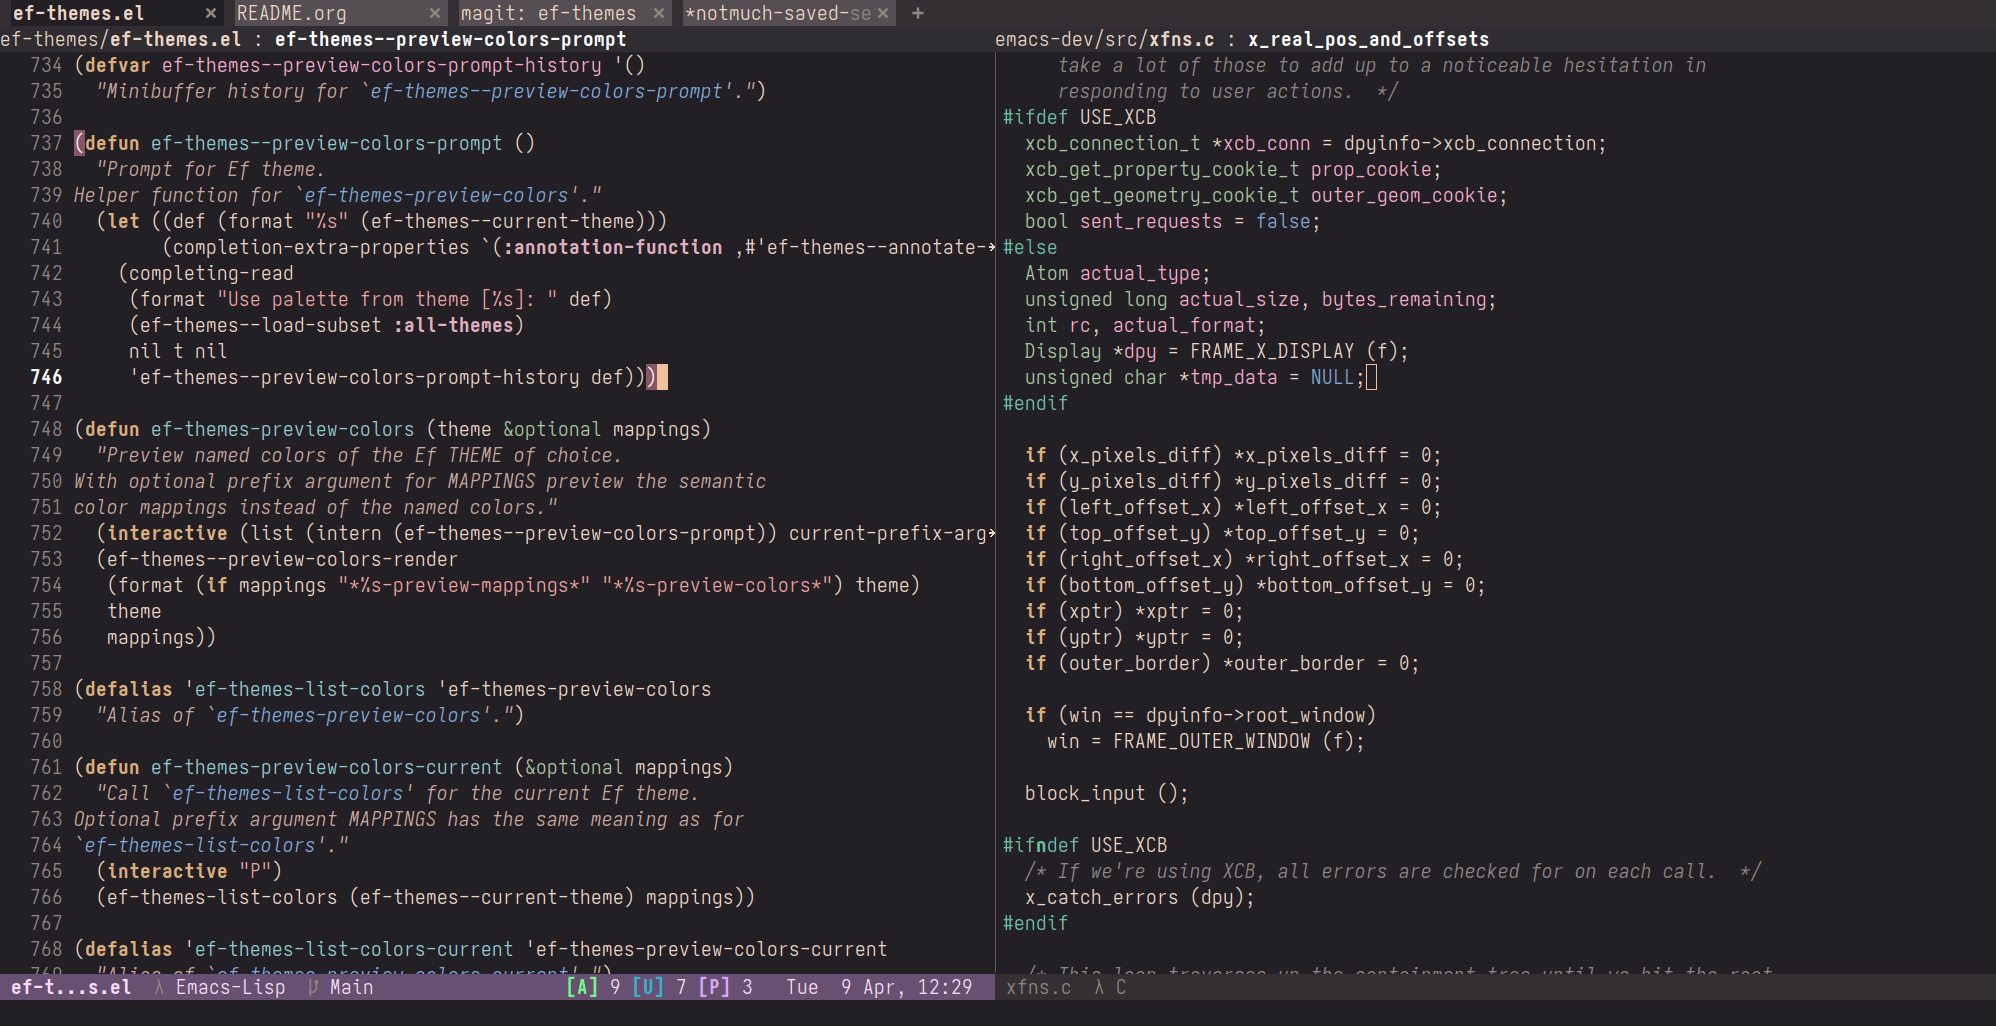 ef-themes.el × README.org × magit: ef-themes × *notmuch-saved-se × +
ef-themes/ef-themes.el : ef-themes--preview-colors-prompt
734 (defvar ef-themes--preview-colors-prompt-history '()
735   "Minibuffer history for `ef-themes--preview-colors-prompt'.")
736
737 (defun ef-themes--preview-colors-prompt ()
738   "Prompt for Ef theme.
739 Helper function for `ef-themes-preview-colors'."
740   (let ((def (format "%s" (ef-themes--current-theme)))
741         (completion-extra-properties `(:annotation-function ,#'ef-themes--annotate-→
742     (completing-read
743      (format "Use palette from theme [%s]: " def)
744      (ef-themes--load-subset :all-themes)
745      nil t nil
746      'ef-themes--preview-colors-prompt-history def)))
747
748 (defun ef-themes-preview-colors (theme &optional mappings)
749   "Preview named colors of the Ef THEME of choice.
750 With optional prefix argument for MAPPINGS preview the semantic
751 color mappings instead of the named colors."
752   (interactive (list (intern (ef-themes--preview-colors-prompt)) current-prefix-arg→
753   (ef-themes--preview-colors-render
754    (format (if mappings "*%s-preview-mappings*" "*%s-preview-colors*") theme)
755    theme
756    mappings))
757
758 (defalias 'ef-themes-list-colors 'ef-themes-preview-colors
759   "Alias of `ef-themes-preview-colors'.")
760
761 (defun ef-themes-preview-colors-current (&optional mappings)
762   "Call `ef-themes-list-colors' for the current Ef theme.
763 Optional prefix argument MAPPINGS has the same meaning as for
764 `ef-themes-list-colors'."
765   (interactive "P")
766   (ef-themes-list-colors (ef-themes--current-theme) mappings))
767
768 (defalias 'ef-themes-list-colors-current 'ef-themes-preview-colors-current
769   "Alias of `ef-themes-preview-colors-current'.")
ef-t...s.el λ Emacs-Lisp Main [A] 9 [U] 7 [P] 3 Tue 9 Apr, 12:29
emacs-dev/src/xfns.c : x_real_pos_and_offsets
     take a lot of those to add up to a noticeable hesitation in
     responding to user actions.  */
#ifdef USE_XCB
  xcb_connection_t *xcb_conn = dpyinfo->xcb_connection;
  xcb_get_property_cookie_t prop_cookie;
  xcb_get_geometry_cookie_t outer_geom_cookie;
  bool sent_requests = false;
#else
  Atom actual_type;
  unsigned long actual_size, bytes_remaining;
  int rc, actual_format;
  Display *dpy = FRAME_X_DISPLAY (f);
  unsigned char *tmp_data = NULL;
#endif
  if (x_pixels_diff) *x_pixels_diff = 0;
  if (y_pixels_diff) *y_pixels_diff = 0;
  if (left_offset_x) *left_offset_x = 0;
  if (top_offset_y) *top_offset_y = 0;
  if (right_offset_x) *right_offset_x = 0;
  if (bottom_offset_y) *bottom_offset_y = 0;
  if (xptr) *xptr = 0;
  if (yptr) *yptr = 0;
  if (outer_border) *outer_border = 0;
  if (win == dpyinfo->root_window)
    win = FRAME_OUTER_WINDOW (f);
  block_input ();
#ifndef USE_XCB
  /* If we're using XCB, all errors are checked for on each call.  */
  x_catch_errors (dpy);
#endif
  /* This loop traverses up the containment tree until we hit the root
xfns.c λ C